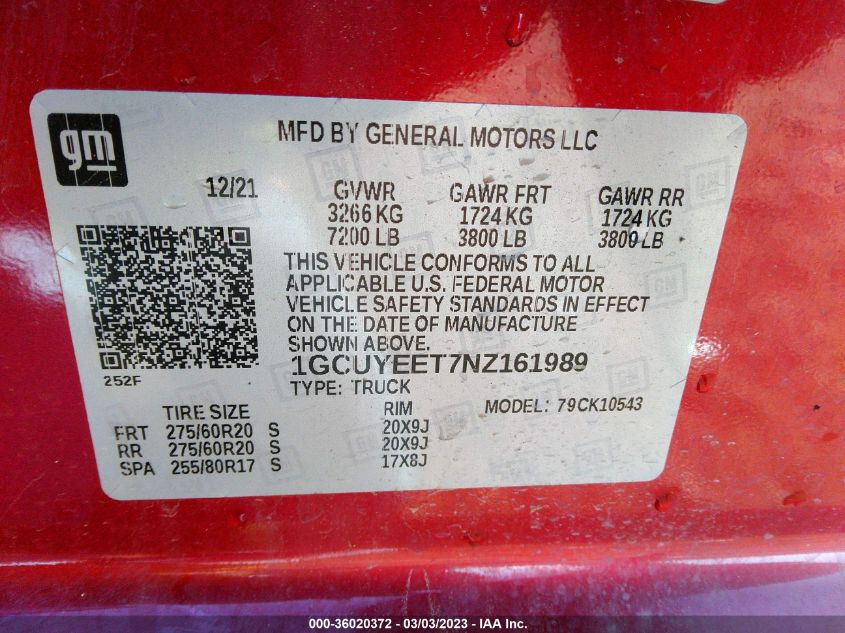 gm
MFD BY GENERAL MOTORS LLC
12/21 GVWR GAWR FRT GAWR RR
3266 KG 1724 KG 1724 KG
7200 LB 3800 LB 3800 LB
THIS VEHICLE CONFORMS TO ALL
APPLICABLE U.S. FEDERAL MOTOR
VEHICLE SAFETY STANDARDS IN EFFECT
ON THE DATE OF MANUFACTURE
SHOWN ABOVE.
252F
1GCUYEET7NZ161989
TYPE: TRUCK
TIRE SIZE RIM MODEL: 79CK10543
FRT 275/60R20 S 20X9J
RR 275/60R20 S 20X9J
SPA 255/80R17 S 17X8J
000-36020372 — 03/03/2023 — IAA Inc.